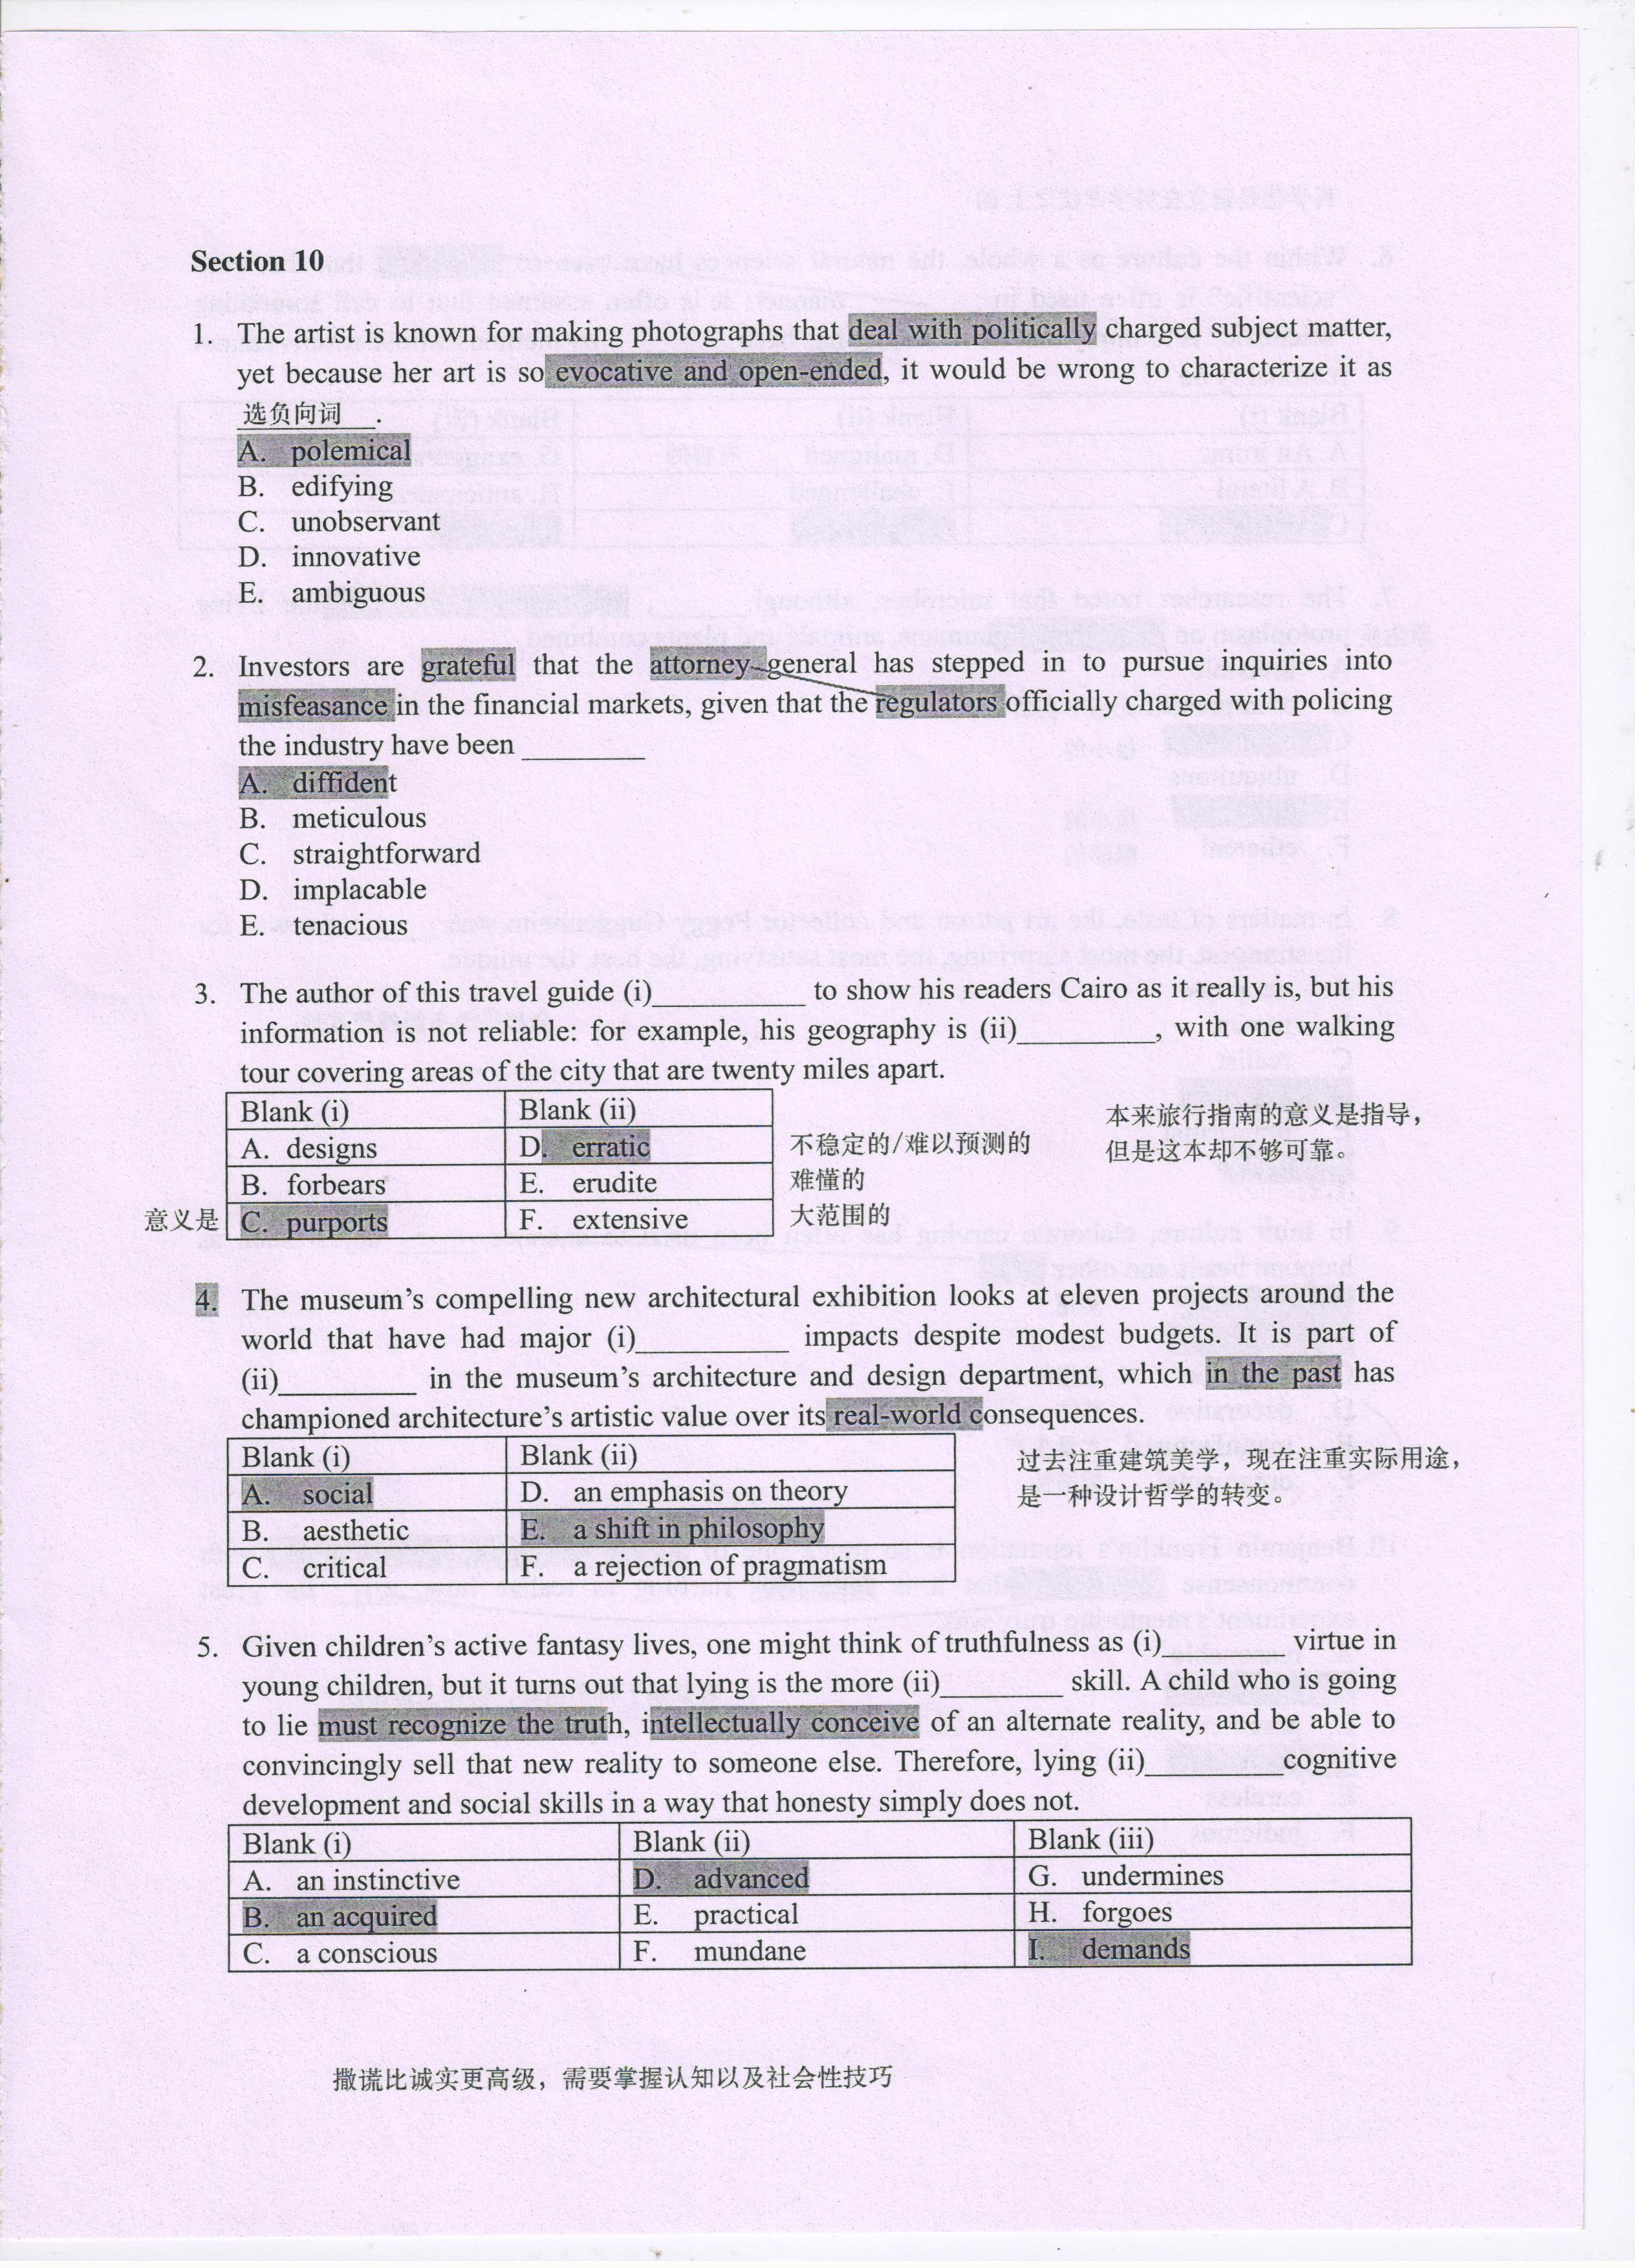 Section 10
1. The artist is known for making photographs that deal with politically charged subject matter,
yet because her art is so evocative and open-ended, it would be wrong to characterize it as
选负向词.
A. polemical
B. edifying
C. unobservant
D. innovative
E. ambiguous
2. Investors are grateful that the attorney general has stepped in to pursue inquiries into
misfeasance in the financial markets, given that the regulators officially charged with policing
the industry have been ________
A. diffident
B. meticulous
C. straightforward
D. implacable
E. tenacious
3. The author of this travel guide (i)__________ to show his readers Cairo as it really is, but his
information is not reliable: for example, his geography is (ii)_________, with one walking
tour covering areas of the city that are twenty miles apart.
Blank (i) Blank (ii)
A. designs D. erratic 不稳定的/难以预测的
B. forbears E. erudite 难懂的
意义是 C. purports F. extensive 大范围的
本来旅行指南的意义是指导，
但是这本却不够可靠。
4. The museum's compelling new architectural exhibition looks at eleven projects around the
world that have had major (i)__________ impacts despite modest budgets. It is part of
(ii)_________ in the museum's architecture and design department, which in the past has
championed architecture's artistic value over its real-world consequences.
Blank (i) Blank (ii)
A. social D. an emphasis on theory
B. aesthetic E. a shift in philosophy
C. critical F. a rejection of pragmatism
过去注重建筑美学，现在注重实际用途，
是一种设计哲学的转变。
5. Given children's active fantasy lives, one might think of truthfulness as (i)________ virtue in
young children, but it turns out that lying is the more (ii)________ skill. A child who is going
to lie must recognize the truth, intellectually conceive of an alternate reality, and be able to
convincingly sell that new reality to someone else. Therefore, lying (ii)_________cognitive
development and social skills in a way that honesty simply does not.
Blank (i) Blank (ii) Blank (iii)
A. an instinctive D. advanced G. undermines
B. an acquired E. practical H. forgoes
C. a conscious F. mundane I. demands
撒谎比诚实更高级，需要掌握认知以及社会性技巧